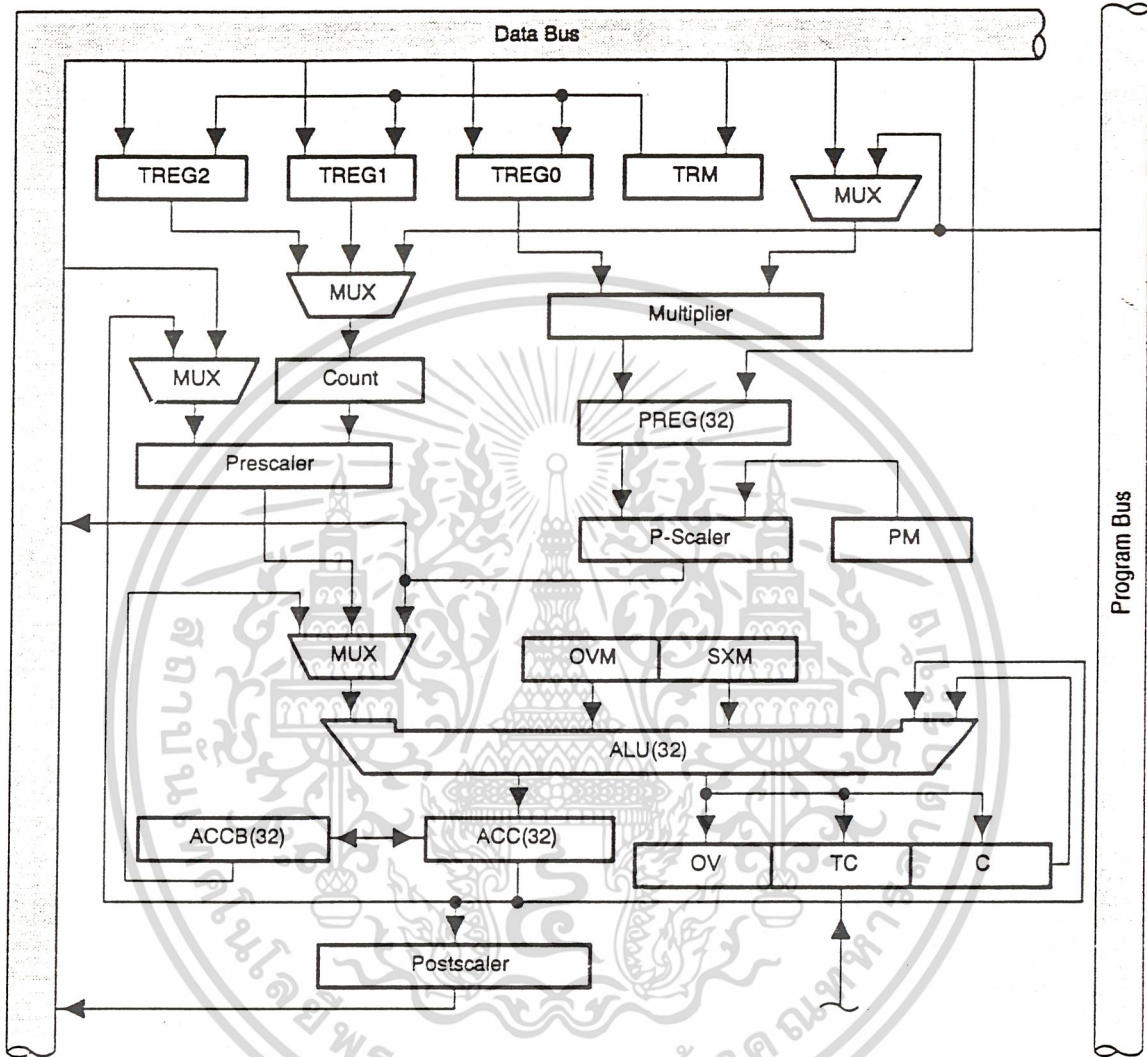 Data Bus
TREG2
TREG1
TREG0
TRM
MUX
MUX
Multiplier
MUX
Count
PREG(32)
Prescaler
P-Scaler
PM
Program Bus
MUX
OVM
SXM
ALU(32)
ACCB(32)
ACC(32)
OV
TC
C
Postscaler